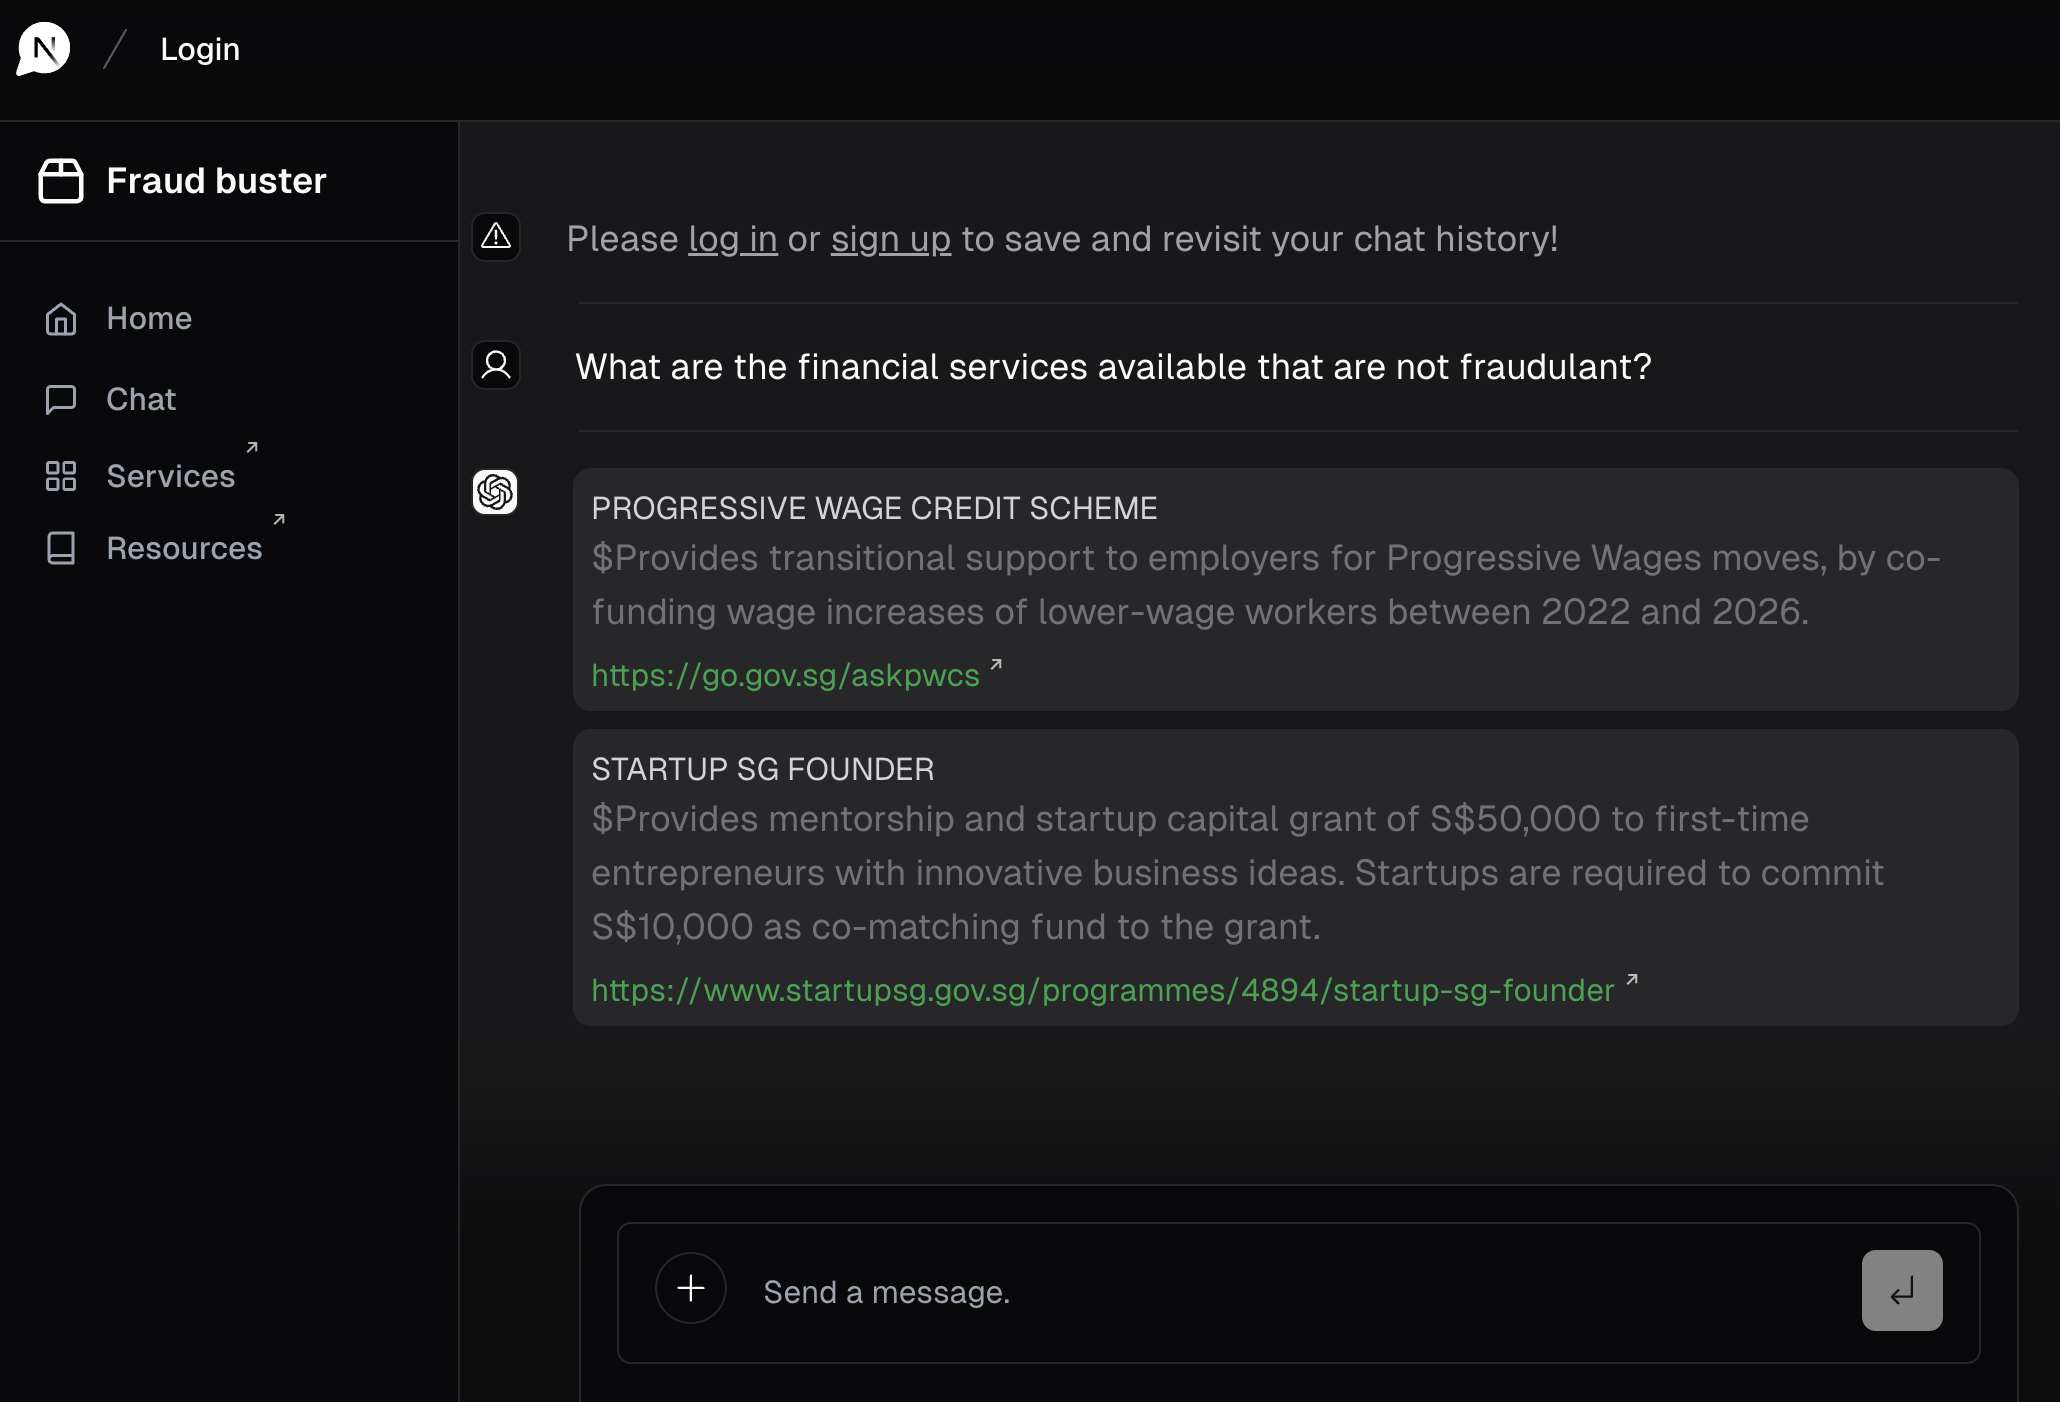 N
Login
Fraud buster
Home
Chat
Services
Resources
Please log in or sign up to save and revisit your chat history!
What are the financial services available that are not fraudulant?
PROGRESSIVE WAGE CREDIT SCHEME
$Provides transitional support to employers for Progressive Wages moves, by co-
funding wage increases of lower-wage workers between 2022 and 2026.
https://go.gov.sg/askpwcs
STARTUP SG FOUNDER
$Provides mentorship and startup capital grant of S$50,000 to first-time
entrepreneurs with innovative business ideas. Startups are required to commit
S$10,000 as co-matching fund to the grant.
https://www.startupsg.gov.sg/programmes/4894/startup-sg-founder
Send a message.